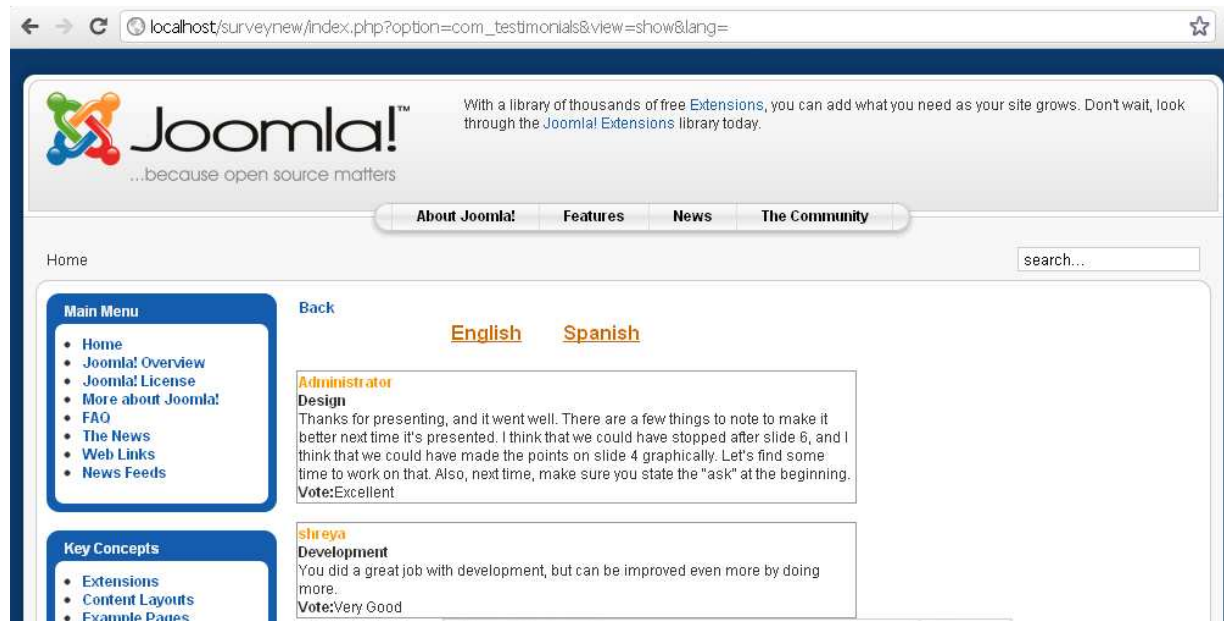 localhost/surveynew/index.php?option=com_testimonials&view=show&lang=
Joomla!™
...because open source matters
With a library of thousands of free Extensions, you can add what you need as your site grows. Don't wait, look
through the Joomla! Extensions library today.
About Joomla! Features News The Community
Home
search...
Main Menu
Home
Joomla! Overview
Joomla! License
More about Joomla!
FAQ
The News
Web Links
News Feeds
Key Concepts
Extensions
Content Layouts
Example Pages
Back
English Spanish
Administrator
Design
Thanks for presenting, and it went well. There are a few things to note to make it
better next time it's presented. I think that we could have stopped after slide 6, and I
think that we could have made the points on slide 4 graphically. Let's find some
time to work on that. Also, next time, make sure you state the "ask" at the beginning.
Vote:Excellent
shreya
Development
You did a great job with development, but can be improved even more by doing
more.
Vote:Very Good